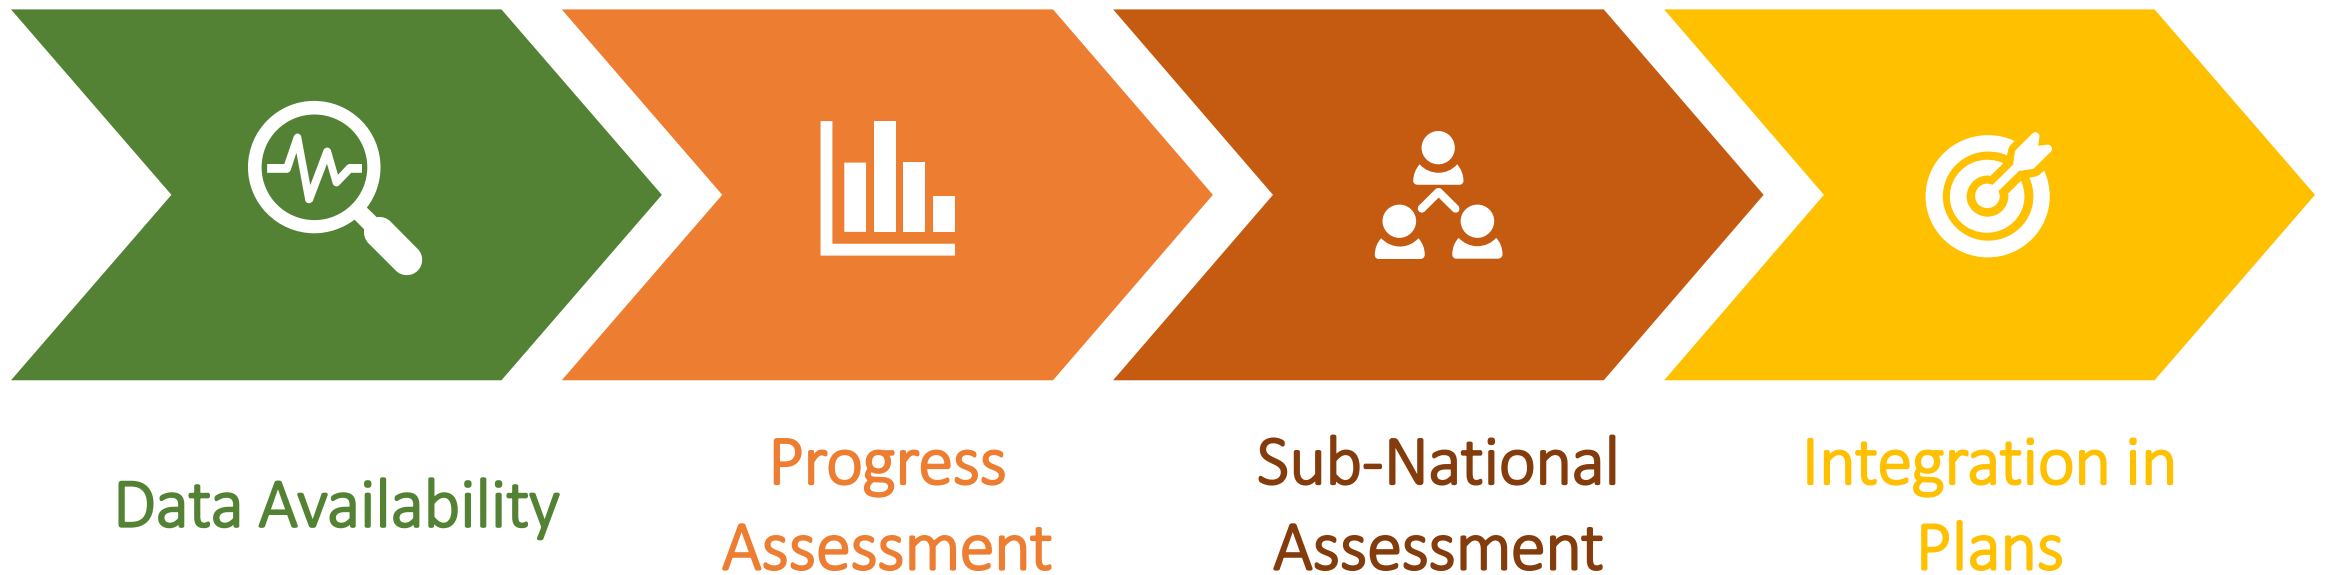 Data Availability
Progress
Assessment
Sub-National
Assessment
Integration in
Plans